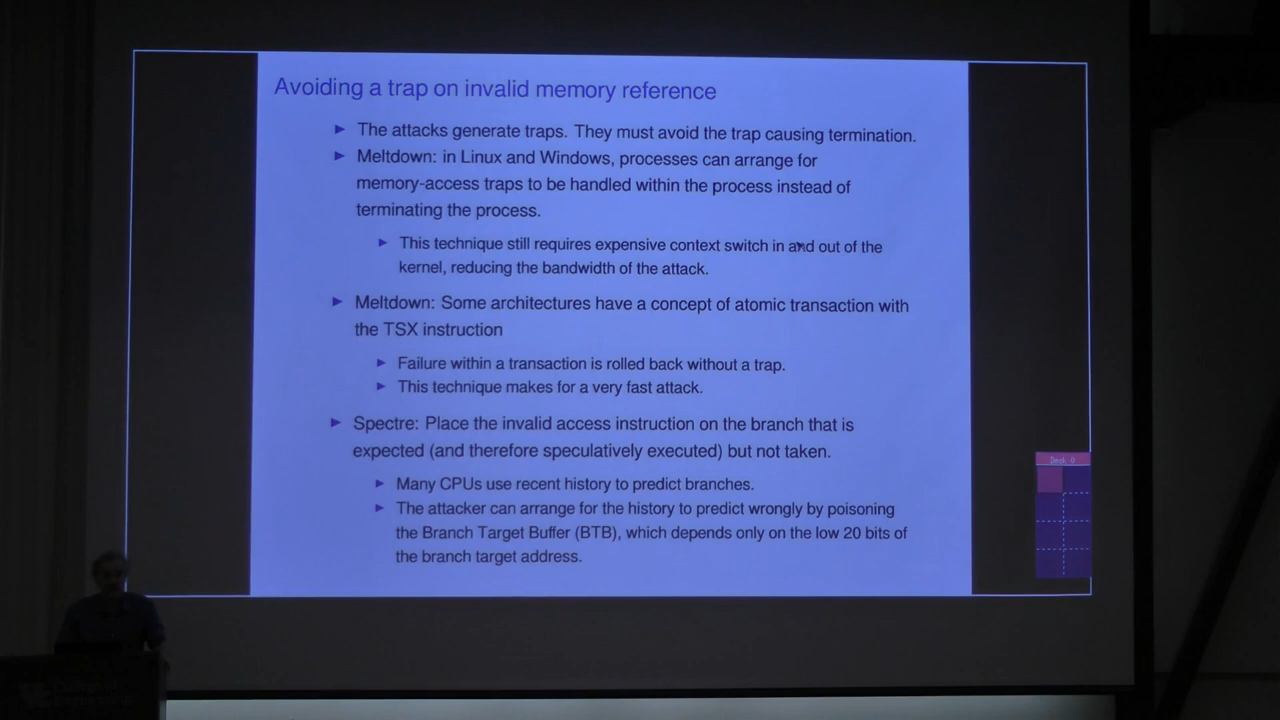 Avoiding a trap on invalid memory reference
The attacks generate traps. They must avoid the trap causing termination.
Meltdown: in Linux and Windows, processes can arrange for
memory-access traps to be handled within the process instead of
terminating the process.
This technique still requires expensive context switch in and out of the
kernel, reducing the bandwidth of the attack.
Meltdown: Some architectures have a concept of atomic transaction with
the TSX instruction
Failure within a transaction is rolled back without a trap.
This technique makes for a very fast attack.
Spectre: Place the invalid access instruction on the branch that is
expected (and therefore speculatively executed) but not taken.
Many CPUs use recent history to predict branches.
The attacker can arrange for the history to predict wrongly by poisoning
the Branch Target Buffer (BTB), which depends only on the low 20 bits of
the branch target address.
Desk 0